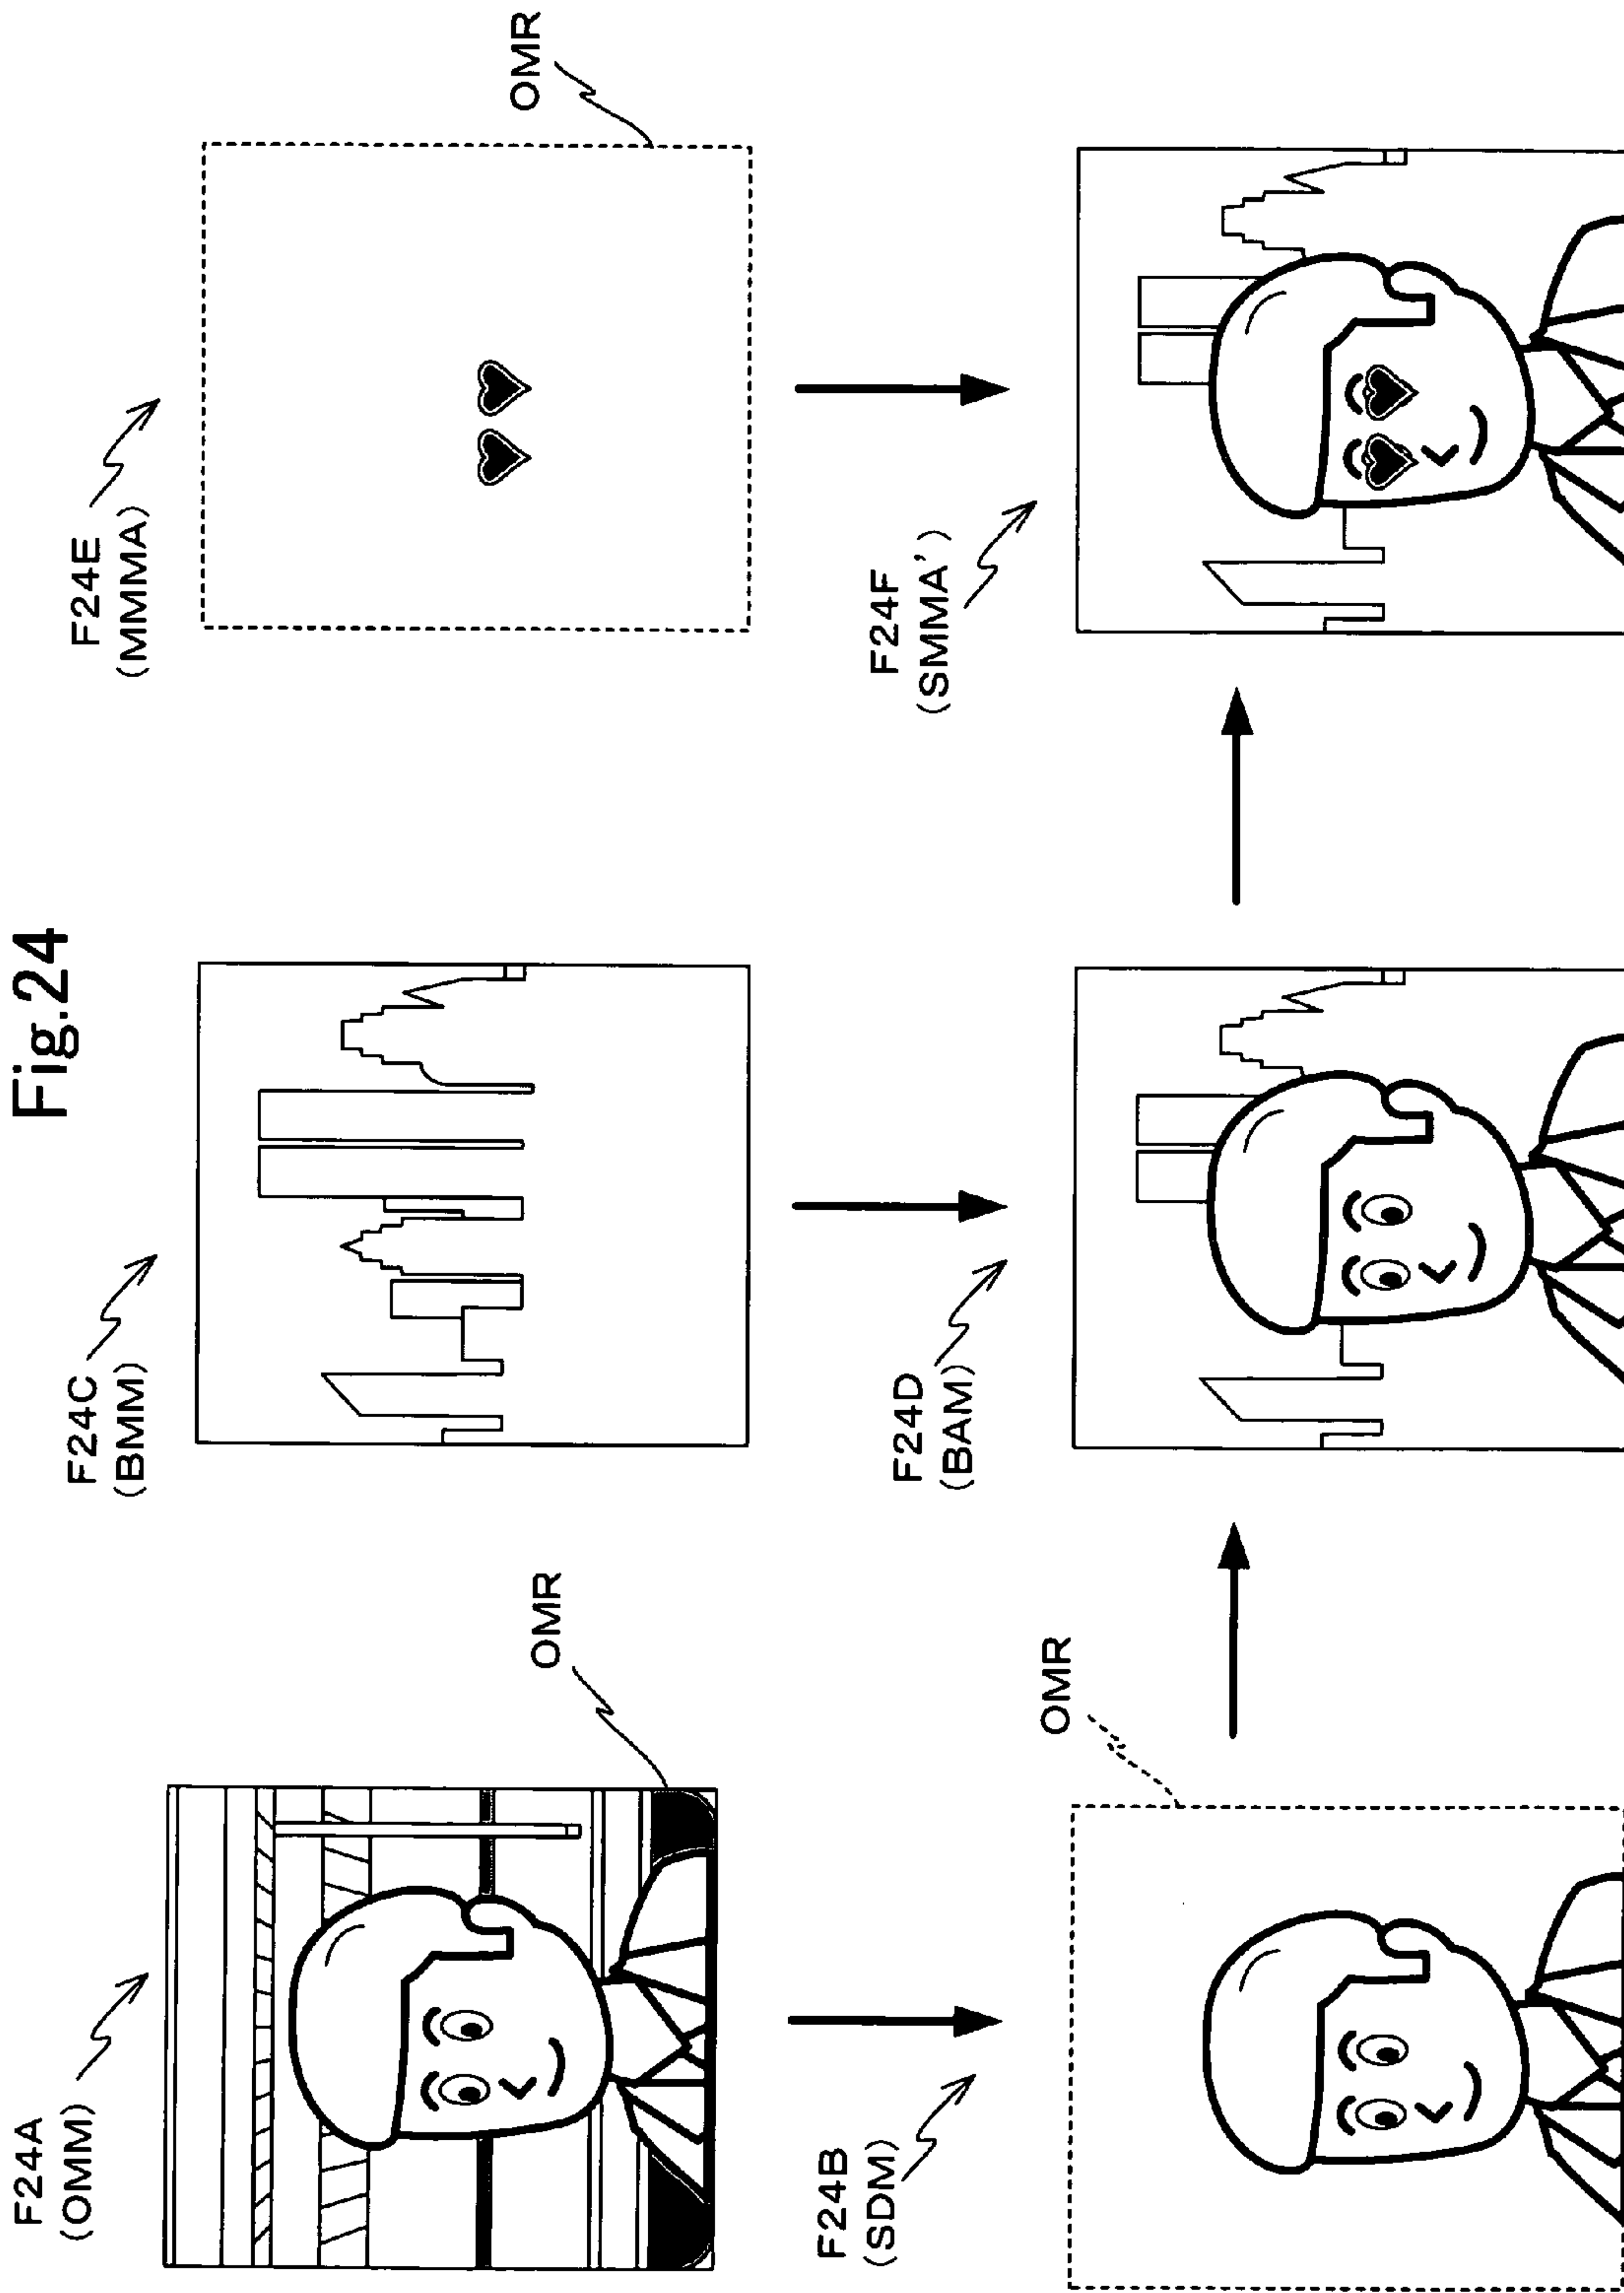 Fig.24
F24A
(OMM)
OMR
F24C
(BMM)
F24E
(MMMA)
OMR
F24B
(SDM)
OMR
F24D
(BAM)
F24F
(SMMA')